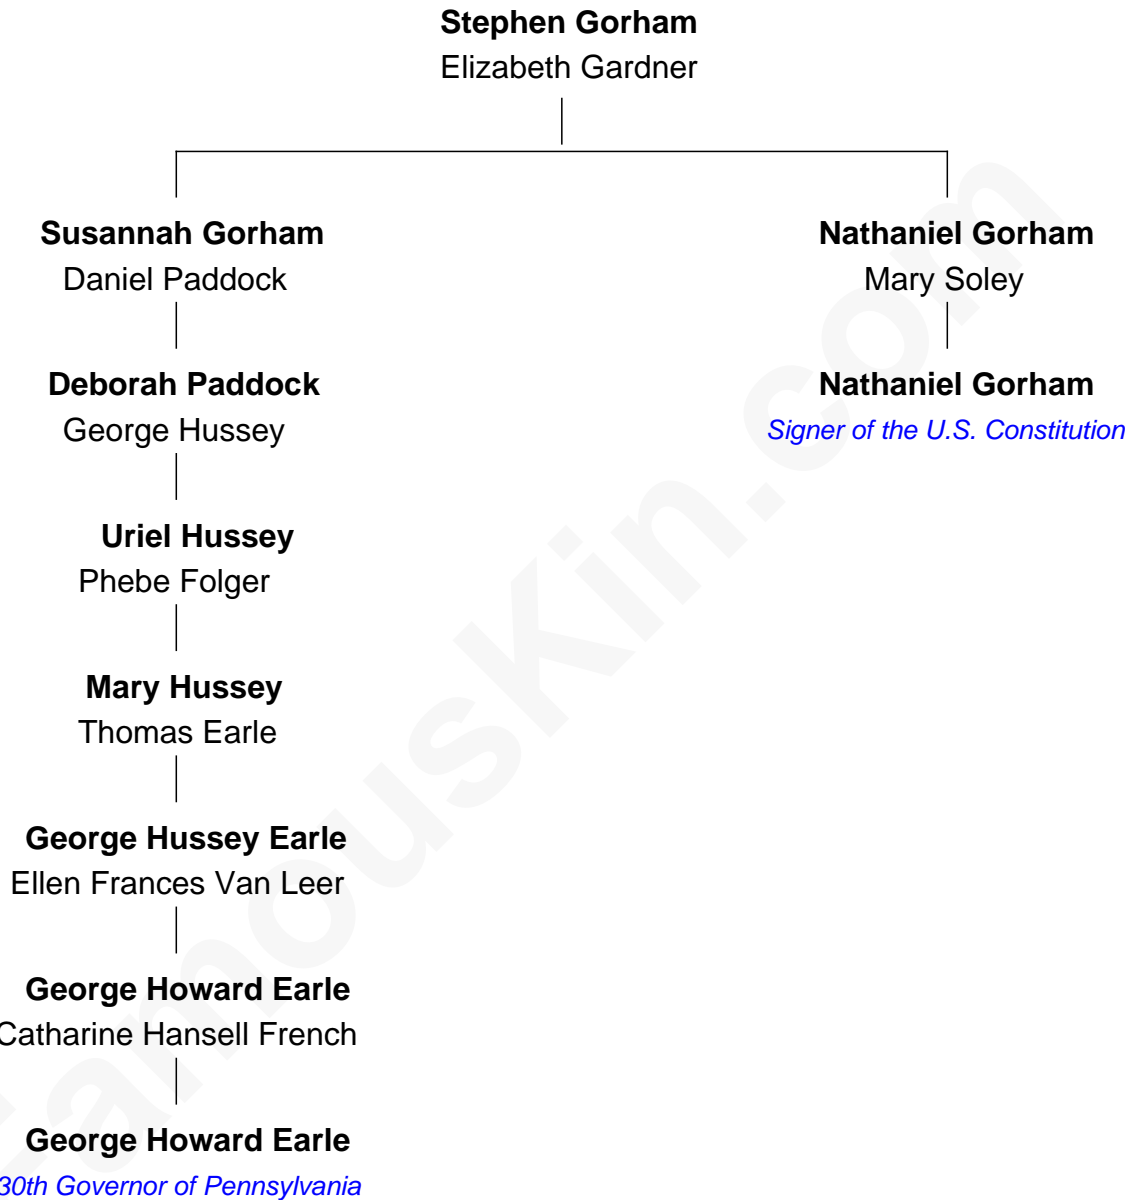 Stephen Gorham
Elizabeth Gardner
Susannah Gorham
Daniel Paddock
Nathaniel Gorham
Mary Soley
Deborah Paddock
George Hussey
Nathaniel Gorham
Signer of the U.S. Constitution
Uriel Hussey
Phebe Folger
Mary Hussey
Thomas Earle
George Hussey Earle
Ellen Frances Van Leer
George Howard Earle
Catharine Hansell French
George Howard Earle
30th Governor of Pennsylvania
FamousKin.com